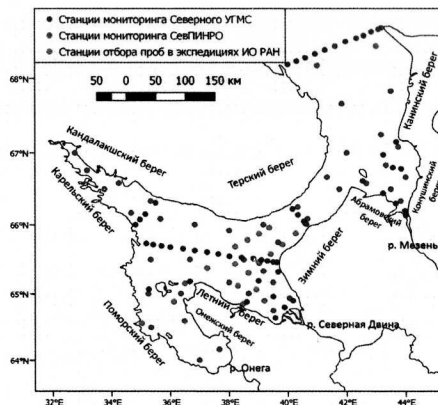 Станции мониторинга Северного УГМС
Станции мониторинга СевПИНРО
Станции отбора проб в экспедициях ИО РАН
50 0 50 100 150 км
68°N
67°N
66°N
65°N
64°N
Кандалакшский берег
Карельский берег
Терский берег
Канинский берег
Конушинский бер
Абрамовский берег
р. Мезень
Зимний берег
Летний берег
Онежский берег
Поморский берег
р. Северная Двина
р. Онега
32°E 34°E 36°E 38°E 40°E 42°E 44°E